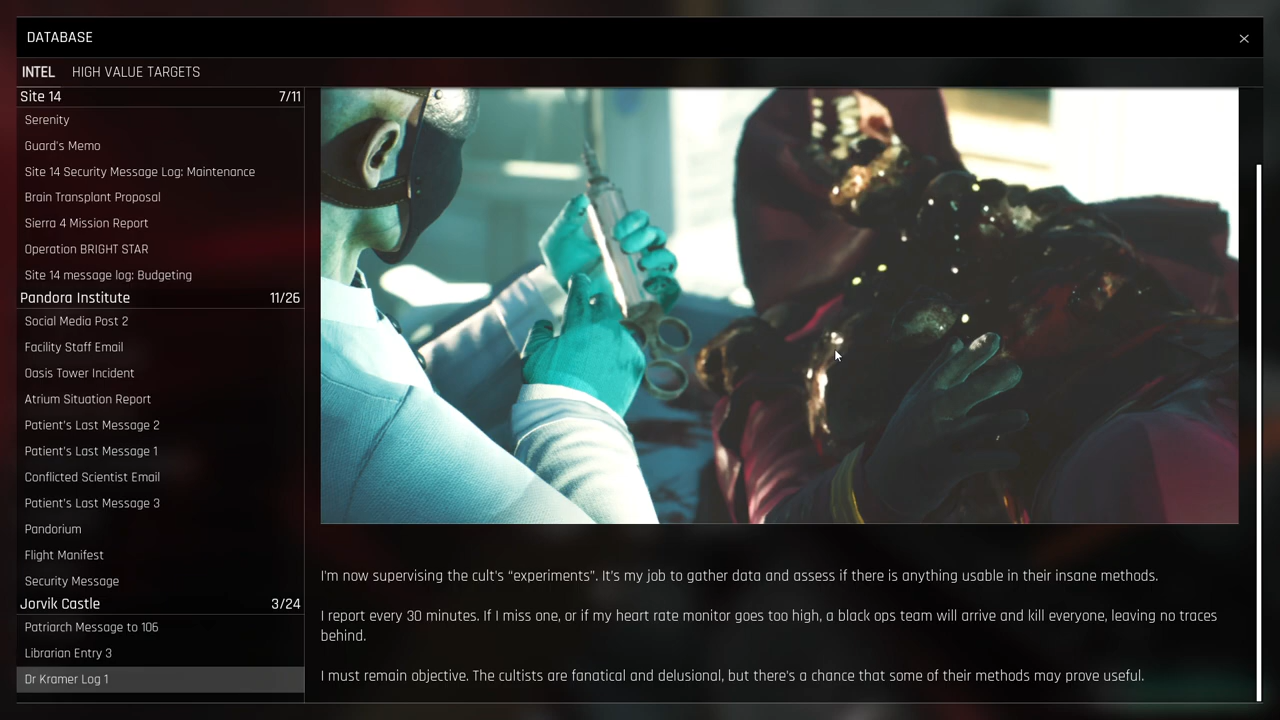 DATABASE
INTEL HIGH VALUE TARGETS
Site 14 7/11
Serenity
Guard's Memo
Site 14 Security Message Log: Maintenance
Brain Transplant Proposal
Sierra 4 Mission Report
Operation BRIGHT STAR
Site 14 message log: Budgeting
Pandora Institute 11/26
Social Media Post 2
Facility Staff Email
Oasis Tower Incident
Atrium Situation Report
Patient's Last Message 2
Patient's Last Message 1
Conflicted Scientist Email
Patient's Last Message 3
Pandorium
Flight Manifest
Security Message
Jorvik Castle 3/24
Patriarch Message to 106
Librarian Entry 3
Dr Kramer Log 1
I'm now supervising the cult's “experiments”. It's my job to gather data and assess if there is anything usable in their insane methods.
I report every 30 minutes. If I miss one, or if my heart rate monitor goes too high, a black ops team will arrive and kill everyone, leaving no traces
behind.
I must remain objective. The cultists are fanatical and delusional, but there's a chance that some of their methods may prove useful.